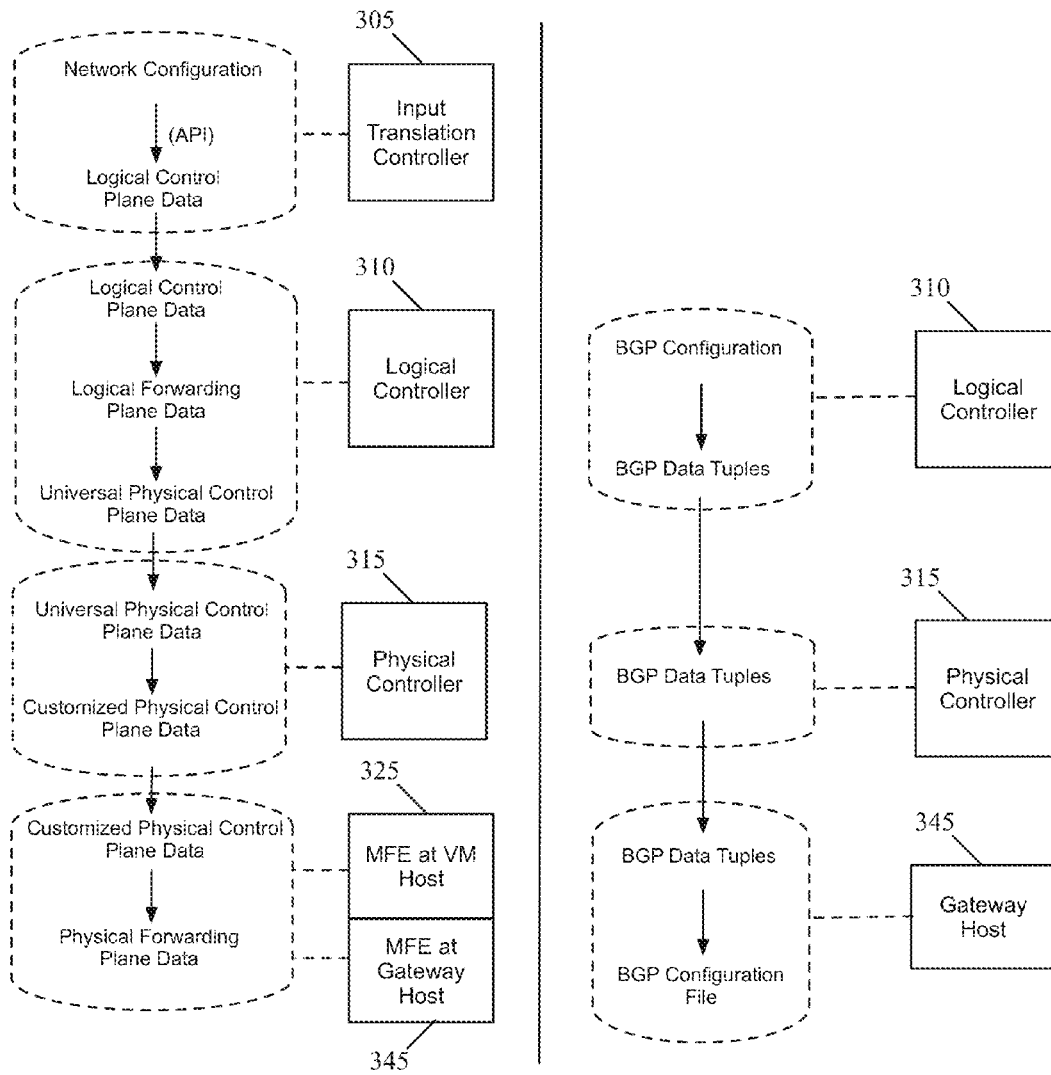 305
Network Configuration
(API)
Input
Translation
Controller
Logical Control
Plane Data
310
Logical Control
Plane Data
Logical Forwarding
Plane Data
Logical
Controller
Universal Physical Control
Plane Data
315
Universal Physical Control
Plane Data
Physical
Controller
Customized Physical Control
Plane Data
325
Customized Physical Control
Plane Data
MFE at VM
Host
Physical Forwarding
Plane Data
MFE at
Gateway
Host
345
310
BGP Configuration
Logical
Controller
BGP Data Tuples
315
BGP Data Tuples
Physical
Controller
345
BGP Data Tuples
Gateway
Host
BGP Configuration
File